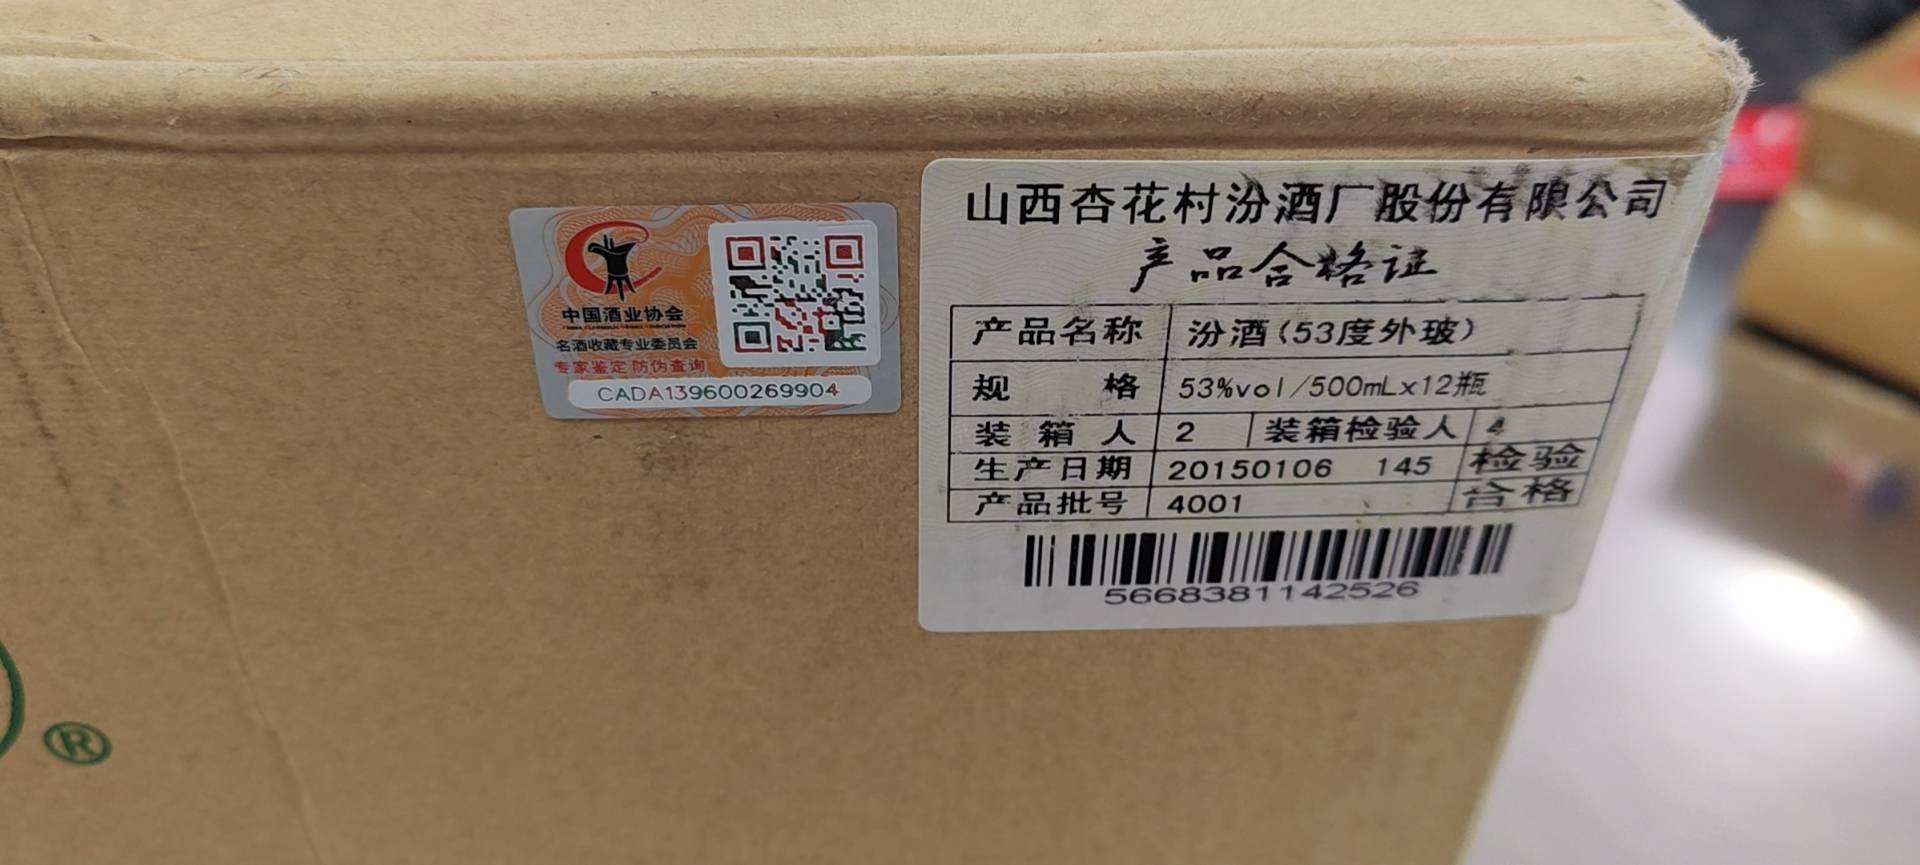 中国酒业协会
名酒收藏专业委员会
专家鉴定 防伪查询
CADA139600269904
山西杏花村汾酒厂股份有限公司
产品合格证
产品名称 汾酒(53度外玻)
规 格 53%vol/500mLx12瓶
装 箱 人 2 装箱检验人 4
生产日期 20150106 145 检验
产品批号 4001 合格
5668381142526
®